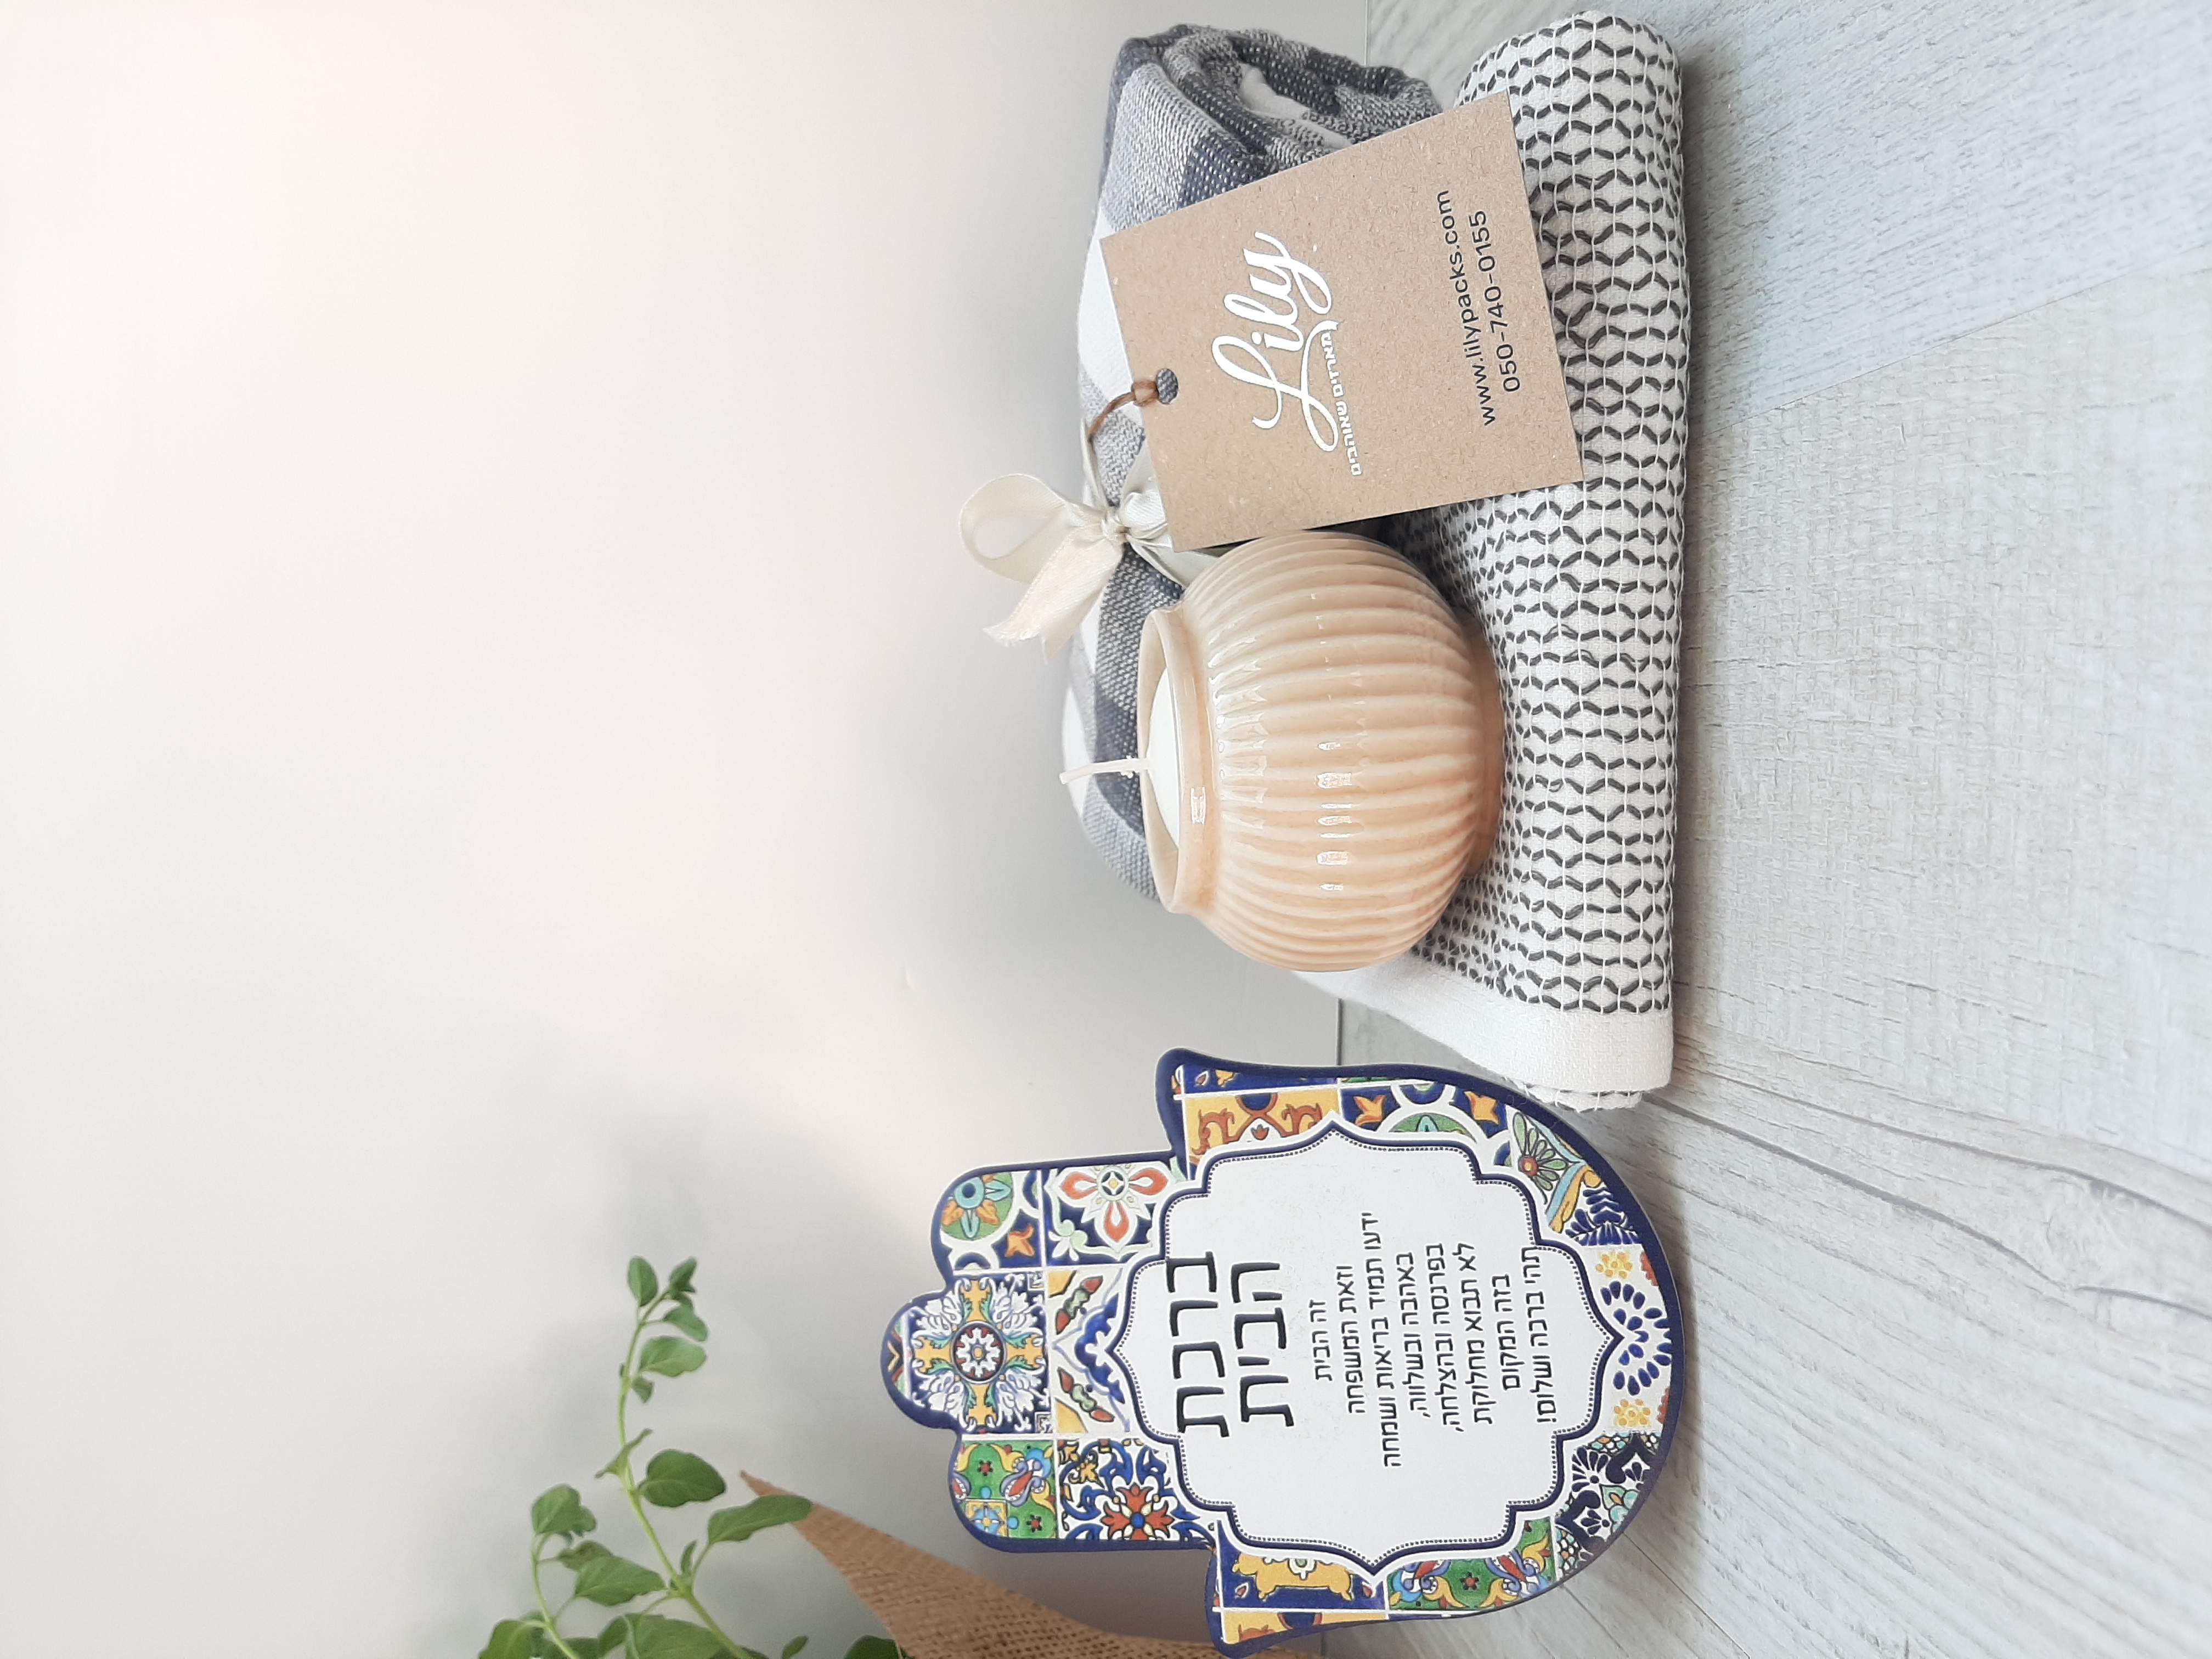 ברכת
הבית
זה הבית
וזאת המשפחה
ידעו תמיד בריאות ושמחה
באהבה ובשלווה,
בפרנסה ובהצלחה,
לא תבוא מחלוקת
בזה המקום
תהי ברכה ושלום!
Lily
מארזים שאוהבים
www.lilypacks.com
050-740-0155